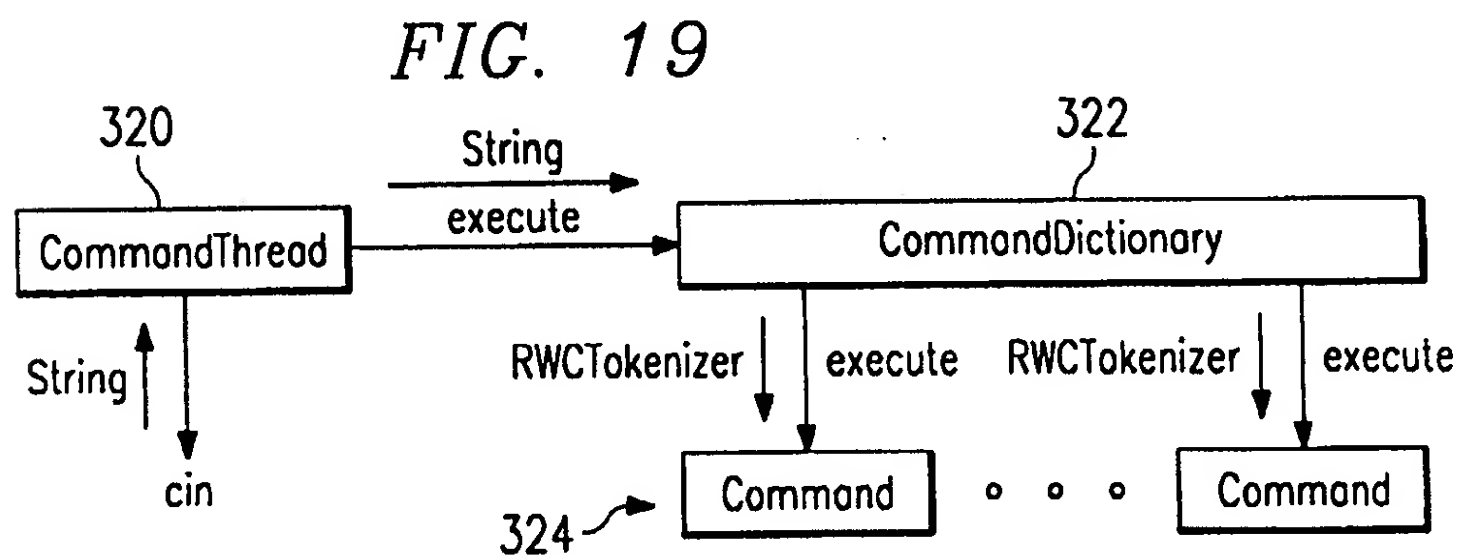 FIG. 19
320
String
322
execute
CommandThread
CommandDictionary
String
RWCTokenizer
execute
RWCTokenizer
execute
cin
Command
Command
324